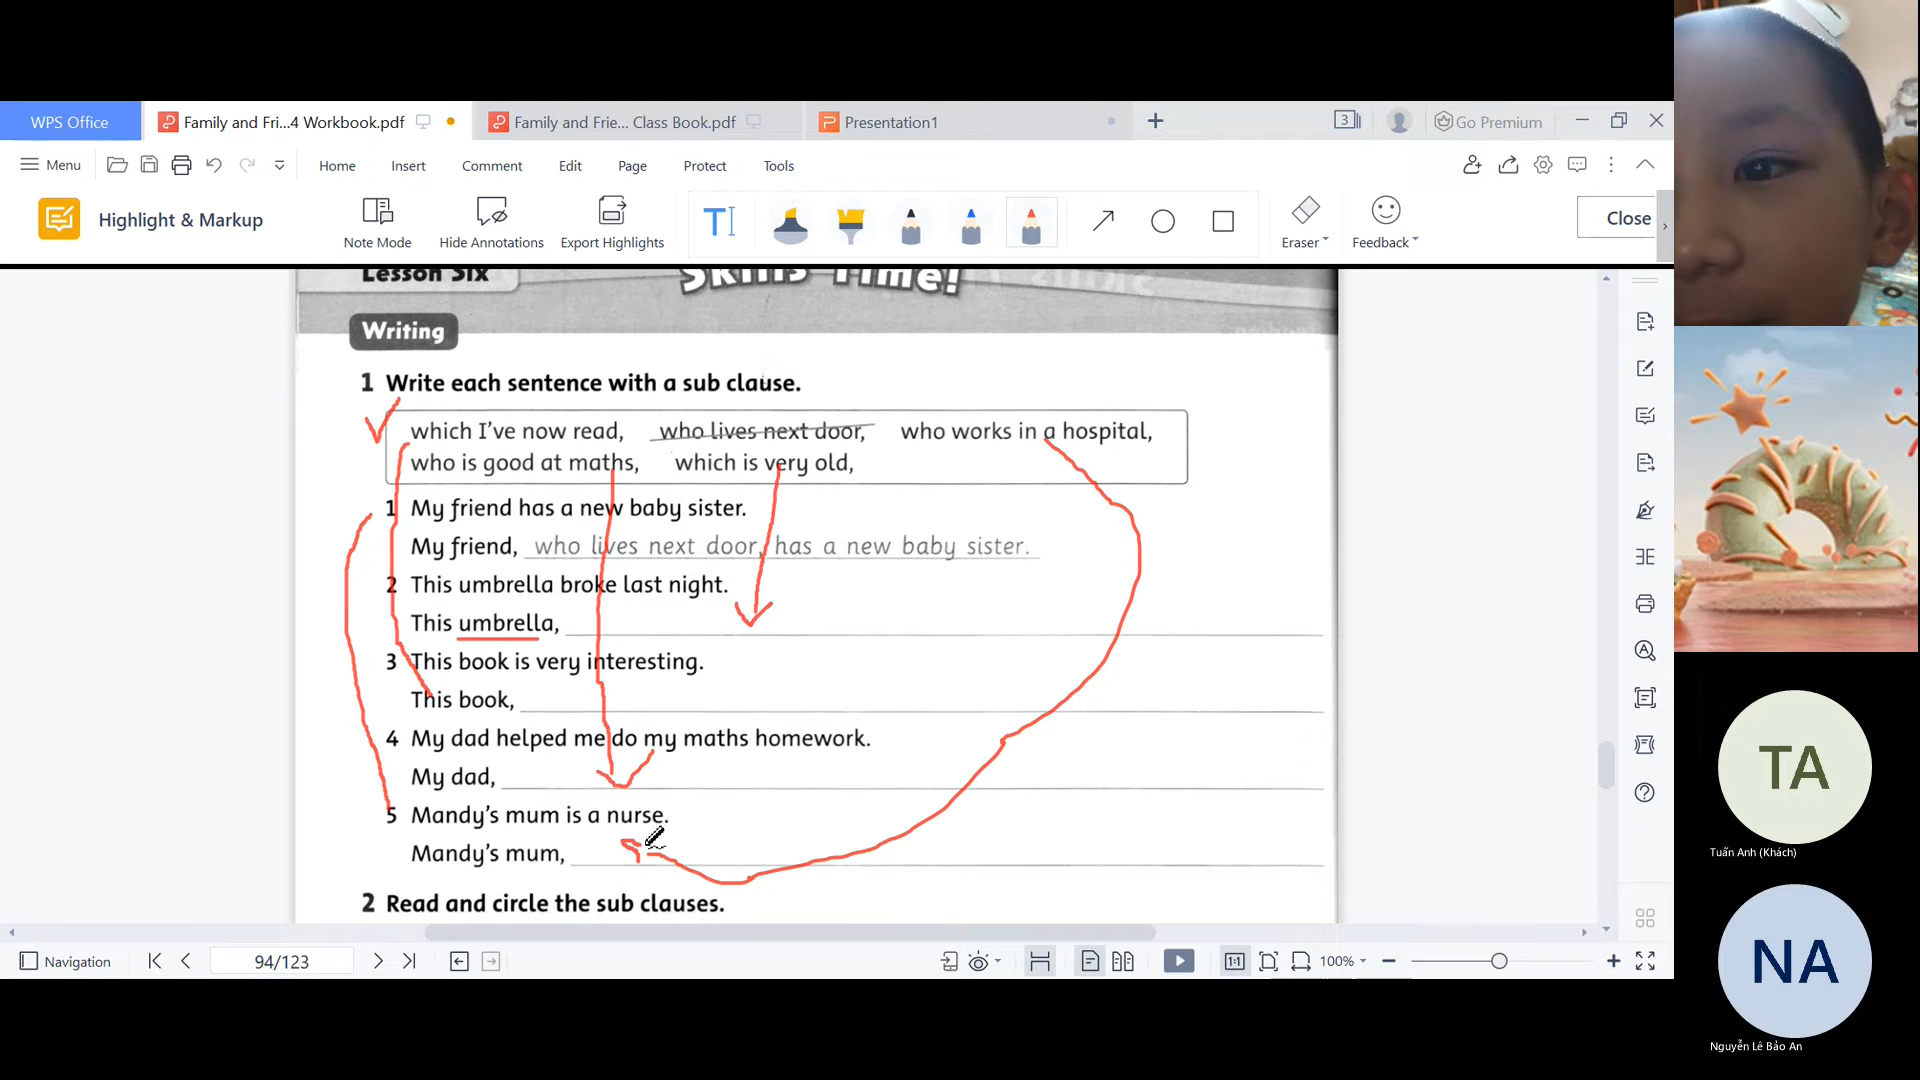 WPS Office
Family and Fri...4 Workbook.pdf
Family and Frie... Class Book.pdf
Presentation1
3
Go Premium
Menu
Home
Insert
Comment
Edit
Page
Protect
Tools
Highlight & Markup
Note Mode
Hide Annotations
Export Highlights
Eraser
Feedback
Close
Lesson Six
Skills Time!
Writing
1 Write each sentence with a sub clause.
which I've now read, who lives next door, who works in a hospital,
who is good at maths, which is very old,
1 My friend has a new baby sister.
My friend, who lives next door, has a new baby sister.
2 This umbrella broke last night.
This umbrella,
3 This book is very interesting.
This book,
4 My dad helped me do my maths homework.
My dad,
5 Mandy's mum is a nurse.
Mandy's mum,
2 Read and circle the sub clauses.
Navigation
94/123
1:1
100%
TA
Tuấn Anh (Khách)
NA
Nguyễn Lê Bảo An